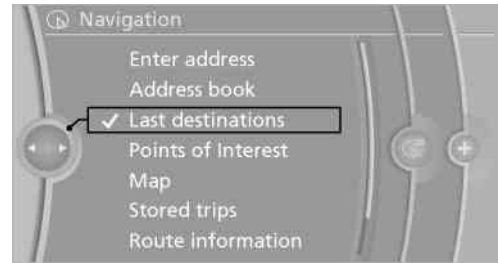 Navigation
Enter address
Address book
Last destinations
Points of Interest
Map
Stored trips
Route information